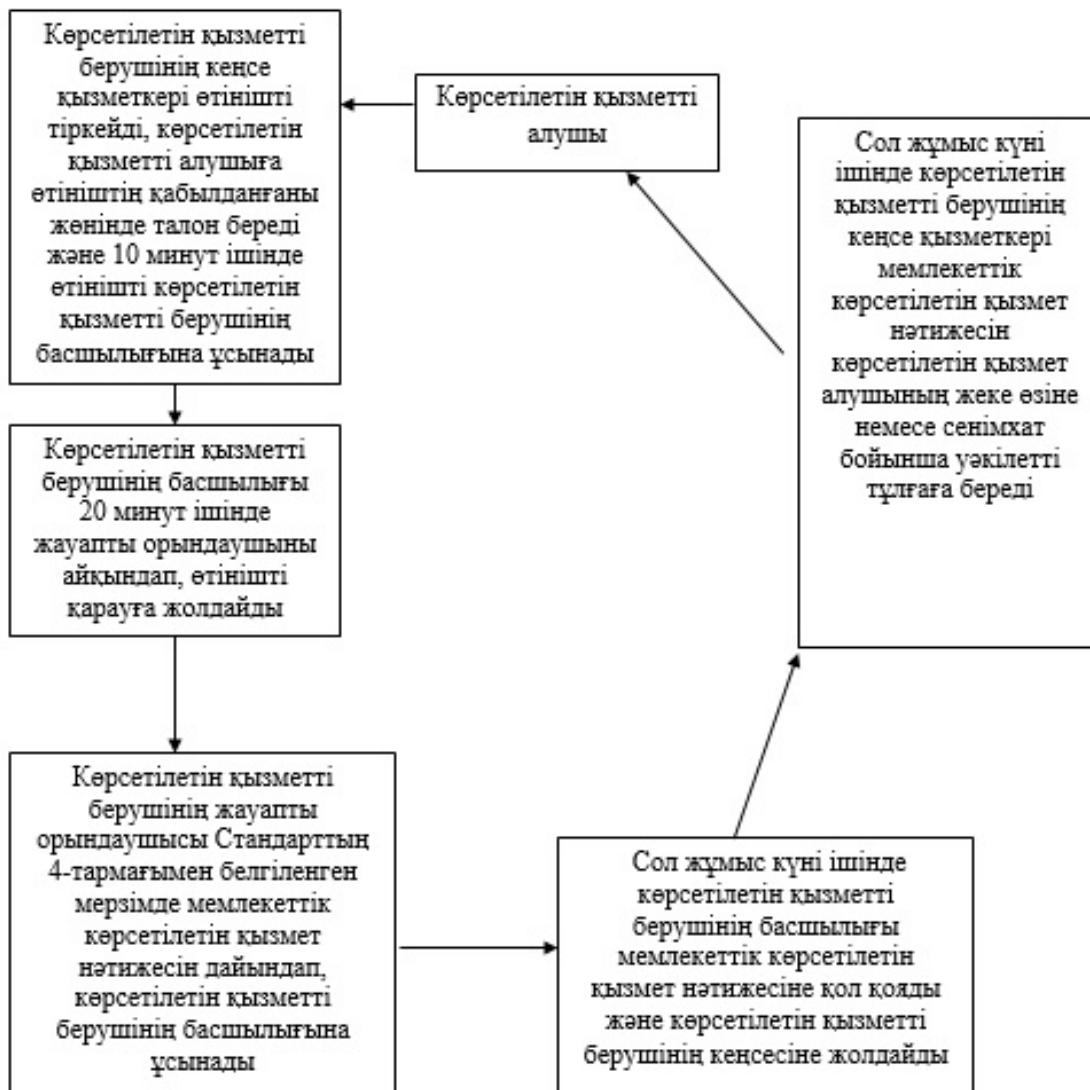 Көрсетілетін қызметті
берушінің кеңсе
қызметкері өтінішті
тіркейді, көрсетілетін
қызметті алушыға
өтініштің қабылданғаны
жөнінде талон береді
және 10 минут ішінде
өтінішті көрсетілетін
қызметті берушінің
басшылығына ұсынады
Көрсетілетін қызметті
алушы
Сол жұмыс күні
ішінде көрсетілетін
қызметті берушінің
кеңсе қызметкері
мемлекеттік
көрсетілетін қызмет
нәтижесін
көрсетілетін қызмет
алушының жеке өзіне
немесе сенімхат
бойынша уәкілетті
тұлғаға береді
Көрсетілетін қызметті
берушінің басшылығы
20 минут ішінде
жауапты орындаушыны
айқындап, өтінішті
қарауға жолдайды
Көрсетілетін қызметті
берушінің жауапты
орындаушысы Стандарттың
4-тармағымен белгіленген
мерзімде мемлекеттік
көрсетілетін қызмет
нәтижесін дайындап,
көрсетілетін қызметті
берушінің басшылығына
ұсынады
Сол жұмыс күні ішінде
көрсетілетін қызметті
берушінің басшылығы
мемлекеттік көрсетілетін
қызмет нәтижесіне қол қояды
және көрсетілетін қызметті
берушінің кеңсесіне жолдайды